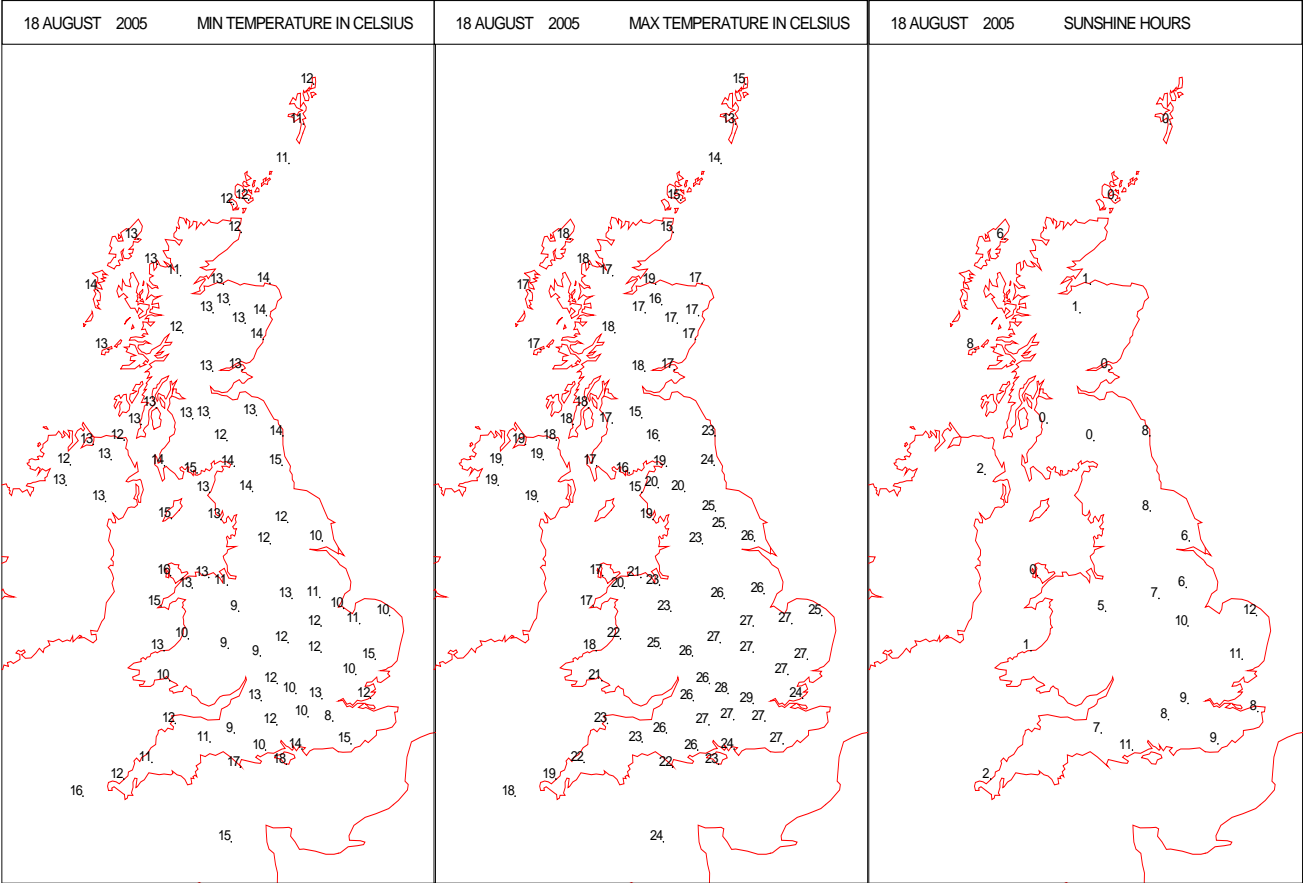 18 AUGUST 2005 MIN TEMPERATURE IN CELSIUS
12
11
11
12 12
12
13
13
11
14 13 14
13
13 14
13
12 14
13
13 13
13
13 13 13 13
13 12 12 14
12 13 14 15 14 15
13 13 14
13
15 13 12
12 10
16 13
13 11 13 11
15 9 10 10
12 11
10 12
13 9 9 12 15
10 12 10
13 10 13 12
12 12 10 8
11 9 15
11 10 14
12 17 18
16
15
18 AUGUST 2005 MAX TEMPERATURE IN CELSIUS
15
13
14
15
15
18
18
17
17 19 17
16
17 17
17
18 17
17
18 17
18
18 17 15
19 18 16 23
19 19 17 16 19 24
19 15 20 20
19
19 25
25
23 26
17 21
20 23 26 26
17 23 25
27 27
22 27
18 25 26 27 27
21 26 27
26 28 29 24
23 26 27 27 27
23 27
22 26 24
19 22 23
18
24
18 AUGUST 2005 SUNSHINE HOURS
0
0
6
1
1
8
0
0
0 8
2
8
6
0
7 6
5 12
10
1 11
9
8 8
7 9
11
2